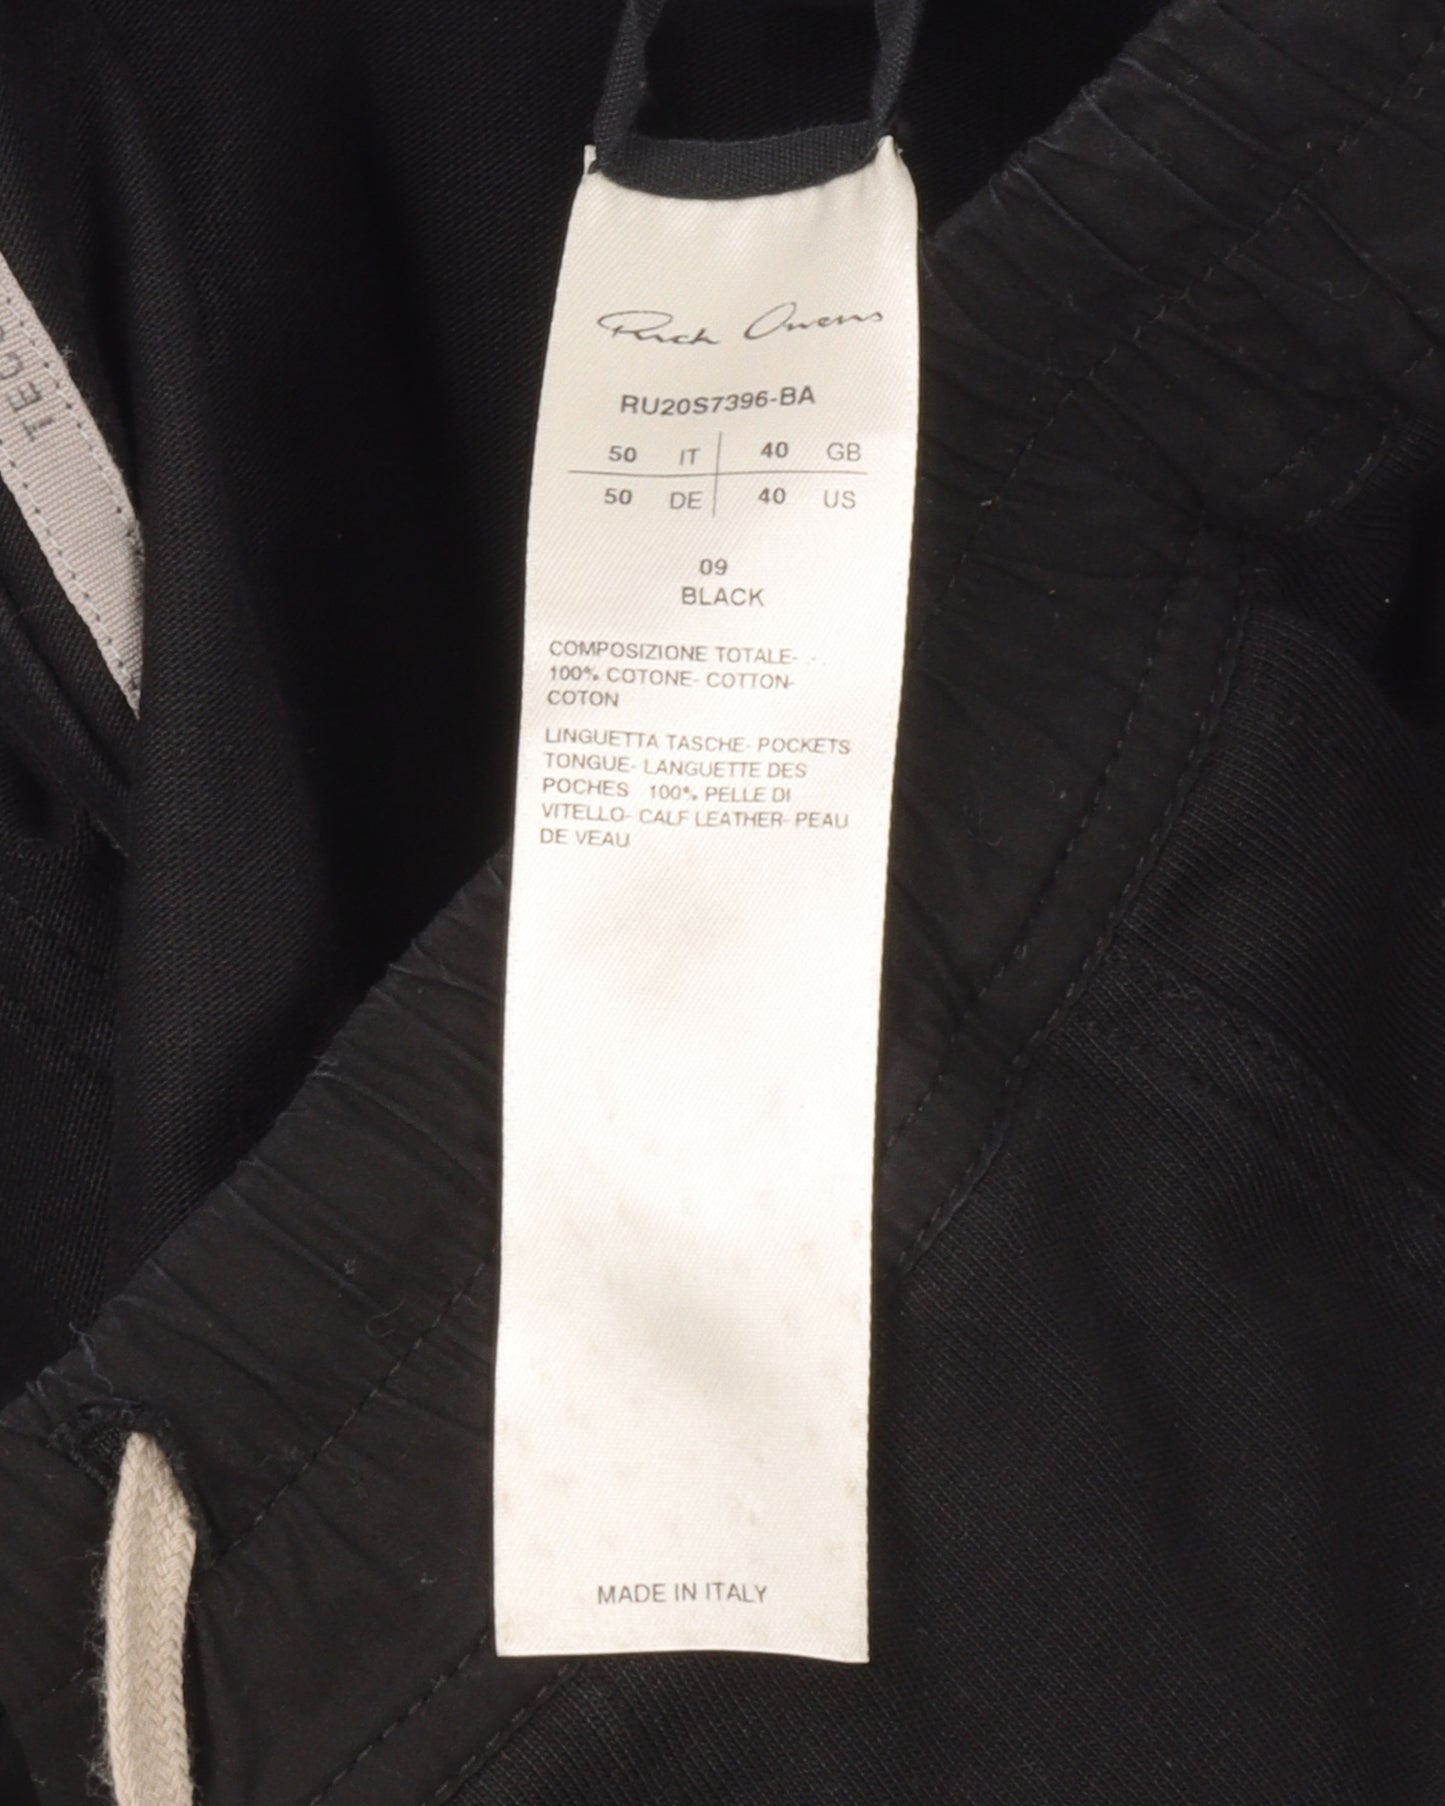 Rick Owens
RU20S7396-BA
50 IT 40 GB
50 DE 40 US
09
BLACK
COMPOSIZIONE TOTALE-
100% COTONE- COTTON-
COTON
LINGUETTA TASCHE- POCKETS
TONGUE- LANGUETTE DES
POCHES 100% PELLE DI
VITELLO- CALF LEATHER- PEAU
DE VEAU
MADE IN ITALY